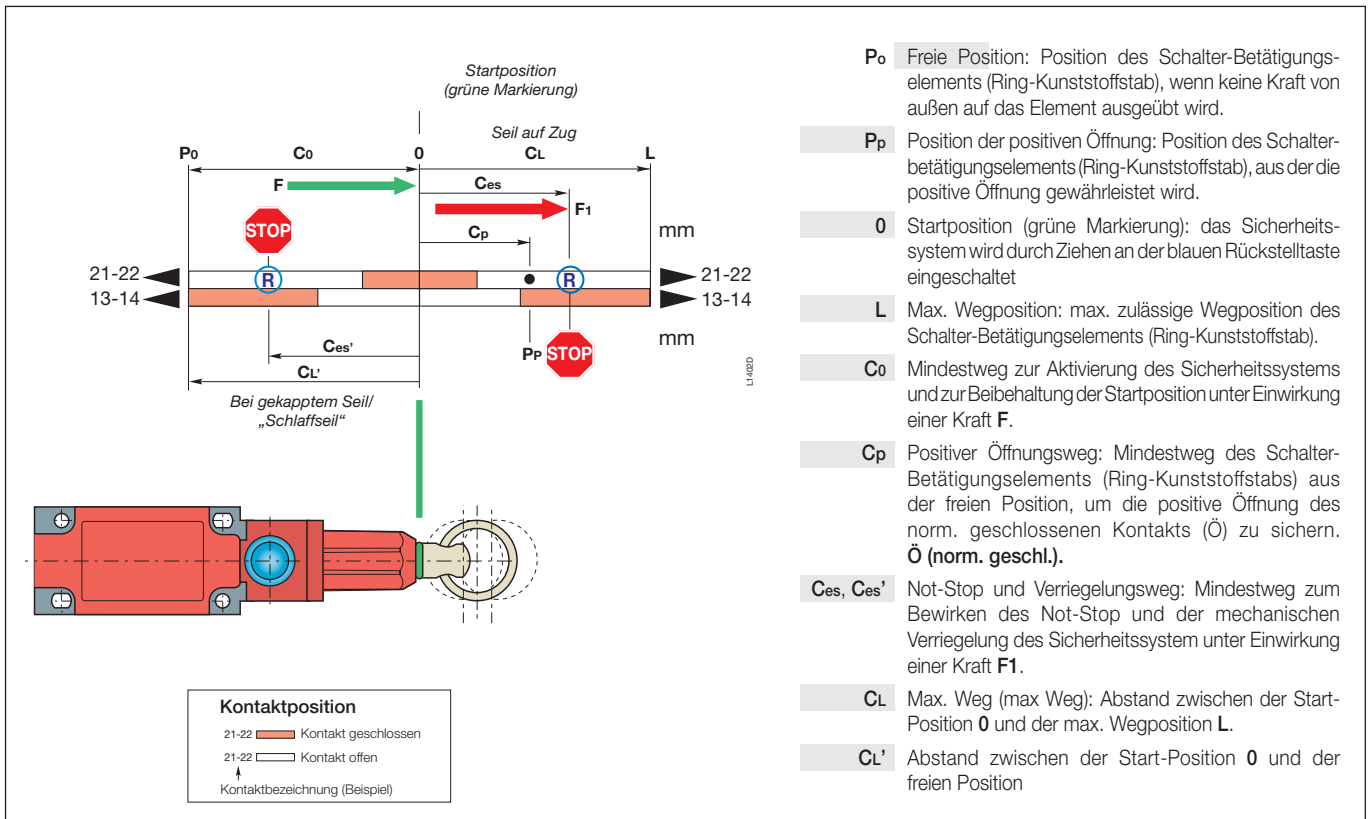 Startposition
(grüne Markierung)
Seil auf Zug
P0 C0 0 CL L
F Ces
F1
STOP Cp mm
21-22 R R 21-22
13-14 13-14
Ces' PP STOP mm
CL'
Bei gekapptem Seil/
„Schlaffseil“
L1402D
Kontaktposition
21-22 Kontakt geschlossen
21-22 Kontakt offen
Kontaktbezeichnung (Beispiel)
Po Freie Position: Position des Schalter-Betätigungs-
elements (Ring-Kunststoffstab), wenn keine Kraft von
außen auf das Element ausgeübt wird.
Pp Position der positiven Öffnung: Position des Schalter-
betätigungselements (Ring-Kunststoffstab), aus der die
positive Öffnung gewährleistet wird.
0 Startposition (grüne Markierung): das Sicherheits-
system wird durch Ziehen an der blauen Rückstelltaste
eingeschaltet
L Max. Wegposition: max. zulässige Wegposition des
Schalter-Betätigungselements (Ring-Kunststoffstab).
C0 Mindestweg zur Aktivierung des Sicherheitssystems
und zur Beibehaltung der Startposition unter Einwirkung
einer Kraft F.
Cp Positiver Öffnungsweg: Mindestweg des Schalter-
Betätigungselements (Ring-Kunststoffstabs) aus
der freien Position, um die positive Öffnung des
norm. geschlossenen Kontakts (Ö) zu sichern.
Ö (norm. geschl.).
Ces, Ces' Not-Stop und Verriegelungsweg: Mindestweg zum
Bewirken des Not-Stop und der mechanischen
Verriegelung des Sicherheitssystem unter Einwirkung
einer Kraft F1.
CL Max. Weg (max Weg): Abstand zwischen der Start-
Position 0 und der max. Wegposition L.
CL' Abstand zwischen der Start-Position 0 und der
freien Position